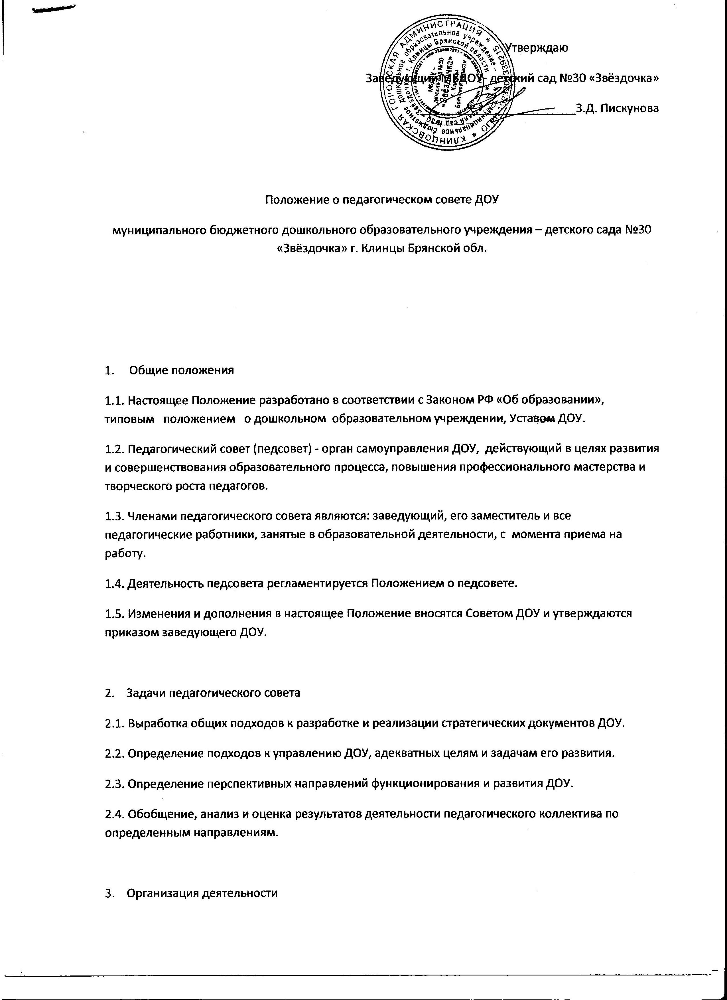 Утверждаю
Заведующий МБДОУ- детский сад №30 «Звёздочка»
З.Д. Пискунова
КЛИНЦОВСКАЯ ГОРОДСКАЯ АДМИНИСТРАЦИЯ
муниципальное бюджетное дошкольное образовательное учреждение -
детский сад №30 «Звёздочка» г. Клинцы Брянской области
МБДОУ -
детский сад №30
«Звёздочка»
г. Клинцы
Брянской области
Положение о педагогическом совете ДОУ
муниципального бюджетного дошкольного образовательного учреждения – детского сада №30
«Звёздочка» г. Клинцы Брянской обл.
1. Общие положения
1.1. Настоящее Положение разработано в соответствии с Законом РФ «Об образовании»,
типовым положением о дошкольном образовательном учреждении, Уставом ДОУ.
1.2. Педагогический совет (педсовет) - орган самоуправления ДОУ, действующий в целях развития
и совершенствования образовательного процесса, повышения профессионального мастерства и
творческого роста педагогов.
1.3. Членами педагогического совета являются: заведующий, его заместитель и все
педагогические работники, занятые в образовательной деятельности, с момента приема на
работу.
1.4. Деятельность педсовета регламентируется Положением о педсовете.
1.5. Изменения и дополнения в настоящее Положение вносятся Советом ДОУ и утверждаются
приказом заведующего ДОУ.
2. Задачи педагогического совета
2.1. Выработка общих подходов к разработке и реализации стратегических документов ДОУ.
2.2. Определение подходов к управлению ДОУ, адекватных целям и задачам его развития.
2.3. Определение перспективных направлений функционирования и развития ДОУ.
2.4. Обобщение, анализ и оценка результатов деятельности педагогического коллектива по
определенным направлениям.
3. Организация деятельности